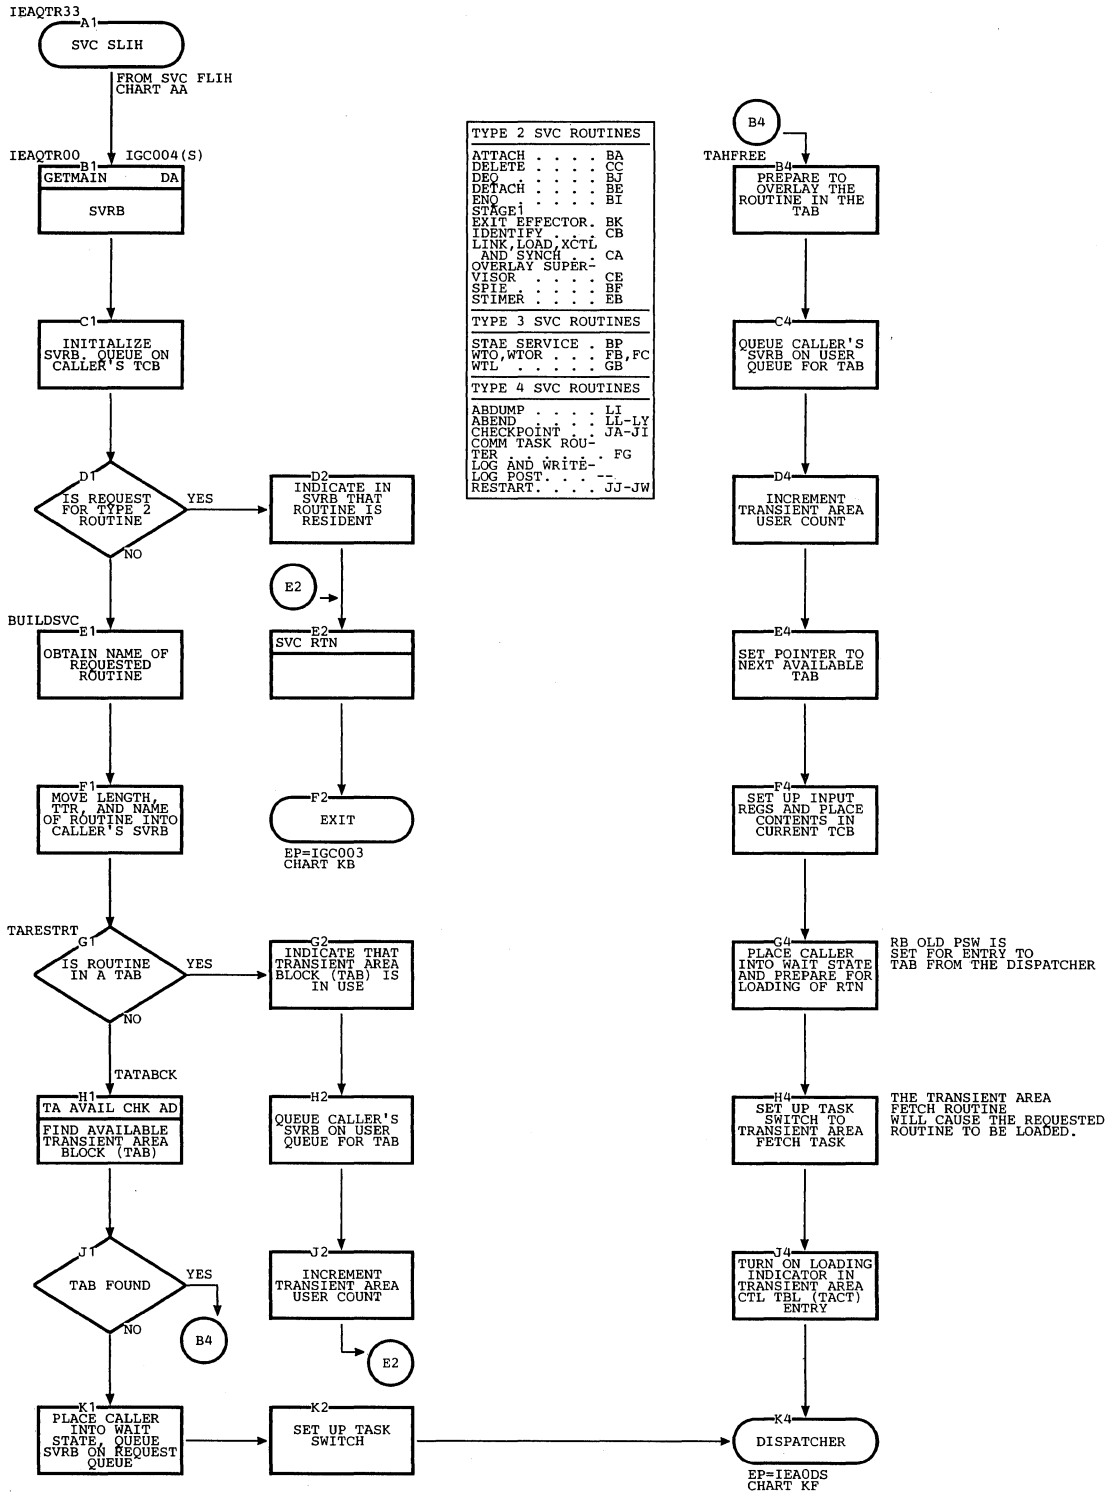 IEAQTR33
A1
SVC SLIH
FROM SVC FLIH
CHART AA
IEAQTR00 IGC004(S)
B1
GETMAIN DA
SVRB
C1
INITIALIZE
SVRB. QUEUE ON
CALLER'S TCB
D1
IS REQUEST
FOR TYPE 2
ROUTINE
YES
NO
D2
INDICATE IN
SVRB THAT
ROUTINE IS
RESIDENT
E2
BUILDSVC
E1
OBTAIN NAME OF
REQUESTED
ROUTINE
E2
SVC RTN
F1
MOVE LENGTH,
TTR, AND NAME
OF ROUTINE INTO
CALLER'S SVRB
F2
EXIT
EP=IGC003
CHART KB
TARESTRT
G1
IS ROUTINE
IN A TAB
YES
NO
G2
INDICATE THAT
TRANSIENT AREA
BLOCK (TAB) IS
IN USE
TATABCK
H1
TA AVAIL CHK AD
FIND AVAILABLE
TRANSIENT AREA
BLOCK (TAB)
H2
QUEUE CALLER'S
SVRB ON USER
QUEUE FOR TAB
J1
TAB FOUND
YES
NO
B4
J2
INCREMENT
TRANSIENT AREA
USER COUNT
E2
K1
PLACE CALLER
INTO WAIT
STATE, QUEUE
SVRB ON REQUEST
QUEUE
K2
SET UP TASK
SWITCH
TYPE 2 SVC ROUTINES
ATTACH . . . . BA
DELETE . . . . CC
DEQ . . . . . BJ
DETACH . . . . BE
ENQ . . . . . BI
STAGE1
EXIT EFFECTOR. BK
IDENTIFY . . . CB
LINK,LOAD,XCTL
AND SYNCH . . CA
OVERLAY SUPER-
VISOR . . . . CE
SPIE . . . . . BF
STIMER . . . . EB
TYPE 3 SVC ROUTINES
STAE SERVICE . BP
WTO,WTOR . . . FB,FC
WTL . . . . . GB
TYPE 4 SVC ROUTINES
ABDUMP . . . . LI
ABEND . . . . LL-LY
CHECKPOINT . . JA-JI
COMM TASK ROU-
TER . . . . . . FG
LOG AND WRITE-
LOG POST. . . --
RESTART. . . . JJ-JW
B4
TAHFREE
B4
PREPARE TO
OVERLAY THE
ROUTINE IN THE
TAB
C4
QUEUE CALLER'S
SVRB ON USER
QUEUE FOR TAB
D4
INCREMENT
TRANSIENT AREA
USER COUNT
E4
SET POINTER TO
NEXT AVAILABLE
TAB
F4
SET UP INPUT
REGS AND PLACE
CONTENTS IN
CURRENT TCB
G4
PLACE CALLER
INTO WAIT STATE
AND PREPARE FOR
LOADING OF RTN
RB OLD PSW IS
SET FOR ENTRY TO
TAB FROM THE DISPATCHER
H4
SET UP TASK
SWITCH TO
TRANSIENT AREA
FETCH TASK
THE TRANSIENT AREA
FETCH ROUTINE
WILL CAUSE THE REQUESTED
ROUTINE TO BE LOADED.
J4
TURN ON LOADING
INDICATOR IN
TRANSIENT AREA
CTL TBL (TACT)
ENTRY
K4
DISPATCHER
EP=IEA0DS
CHART KF